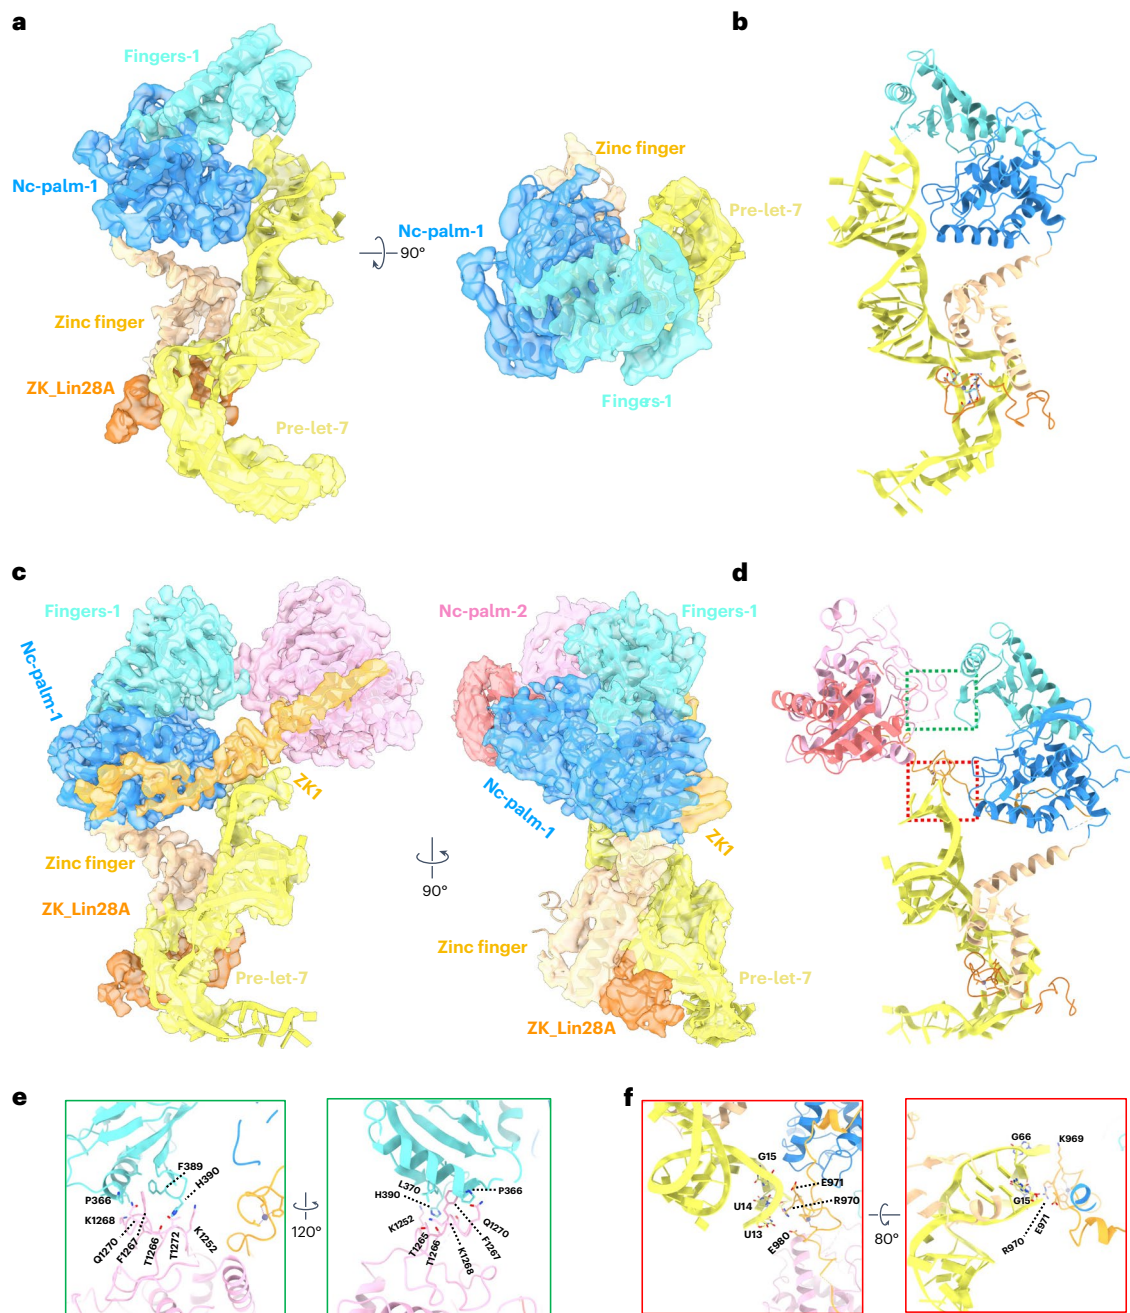 a
Fingers-1
Nc-palm-1
Zinc finger
ZK_Lin28A
Pre-let-7
90°
Zinc finger
Nc-palm-1
Pre-let-7
Fingers-1
b
c
Fingers-1
Nc-palm-1
ZK1
Zinc finger
ZK_Lin28A
Pre-let-7
90°
Nc-palm-2
Fingers-1
Nc-palm-1
ZK1
Zinc finger
Pre-let-7
ZK_Lin28A
d
e
F389
H390
P366
K1268
Q1270
F1267
T1266
T1272
K1252
120°
L370
H390
P366
K1252
Q1270
T1265
T1266
F1267
K1268
f
G15
E971
U14
R970
U13
E980
80°
G66
K969
G15
E971
R970